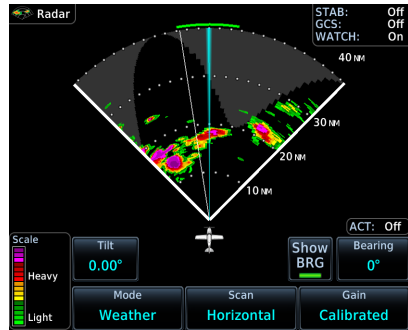 Radar
STAB: Off
GCS: Off
WATCH: On
40 NM
30 NM
20 NM
10 NM
ACT: Off
Scale
Heavy
Light
Tilt
0.00°
Show
BRG
Bearing
0°
Mode
Weather
Scan
Horizontal
Gain
Calibrated